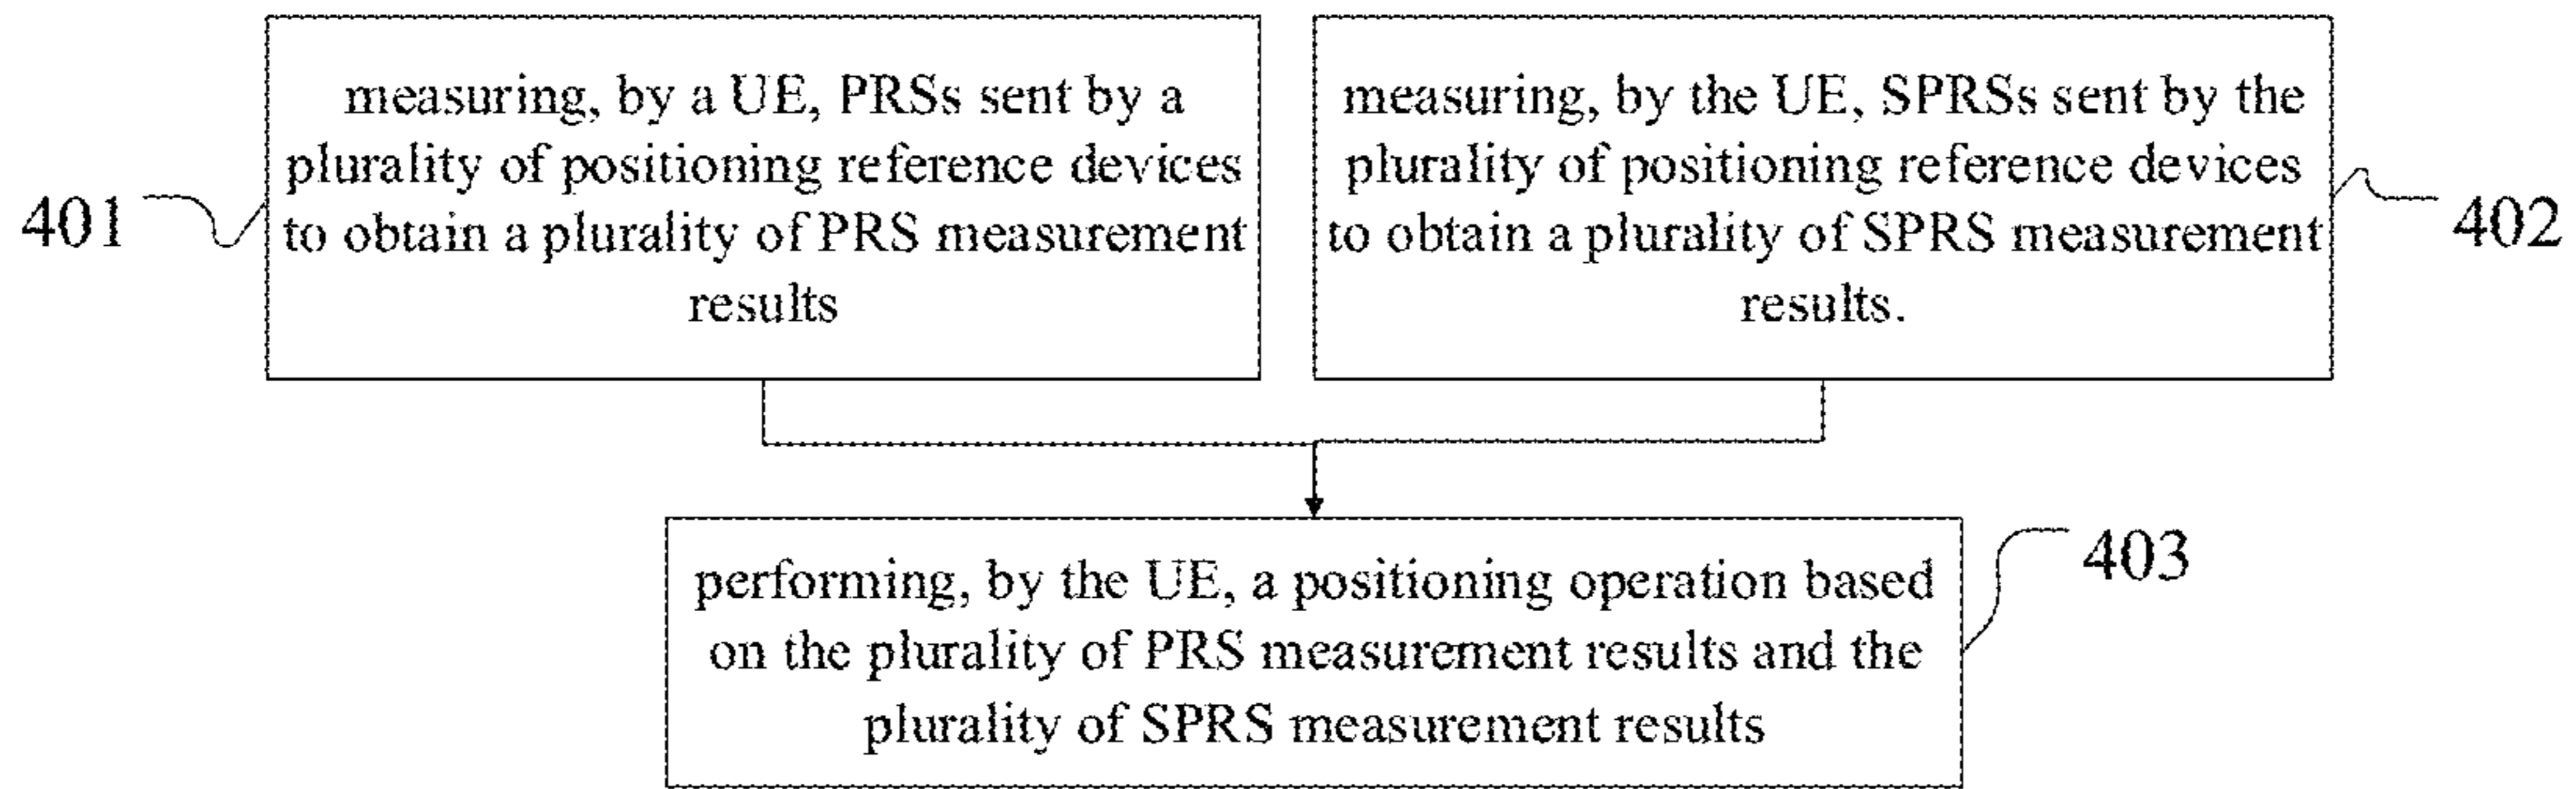 measuring, by a UE, PRSs sent by a
plurality of positioning reference devices
to obtain a plurality of PRS measurement
results
401
measuring, by the UE, SPRSs sent by the
plurality of positioning reference devices
to obtain a plurality of SPRS measurement
results.
402
performing, by the UE, a positioning operation based
on the plurality of PRS measurement results and the
plurality of SPRS measurement results
403